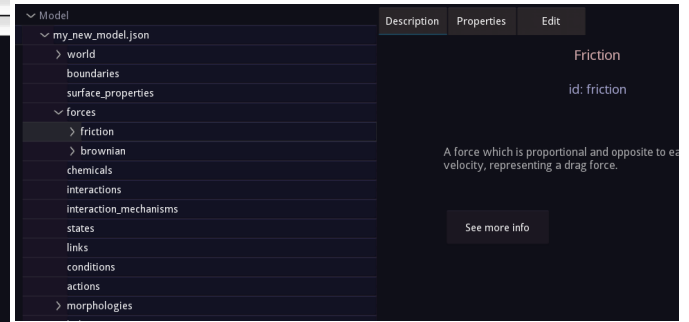 Model
my_new_model.json
world
boundaries
surface_properties
forces
friction
brownian
chemicals
interactions
interaction_mechanisms
states
links
conditions
actions
morphologies
Description Properties Edit
Friction
id: friction
A force which is proportional and opposite to
velocity, representing a drag force.
See more info